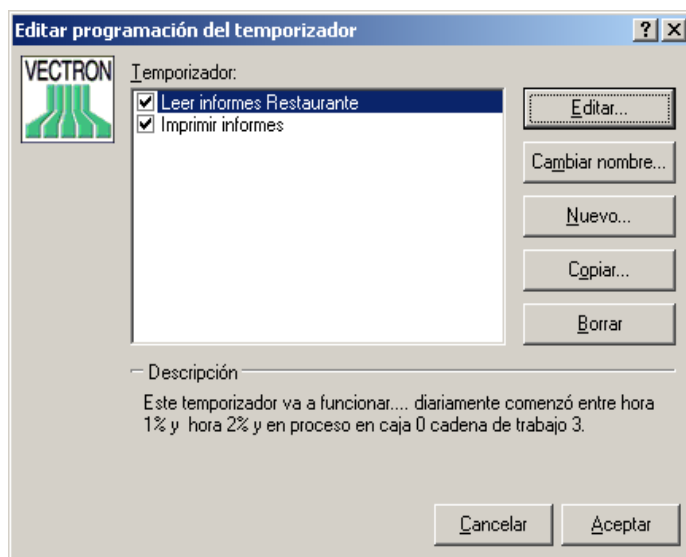 Editar programación del temporizador
VECTRON
Temporizador:
Leer informes Restaurante
Imprimir informes
Editar...
Cambiar nombre...
Nuevo...
Copiar...
Borrar
Descripción
Este temporizador va a funcionar.... diariamente comenzó entre hora
1% y hora 2% y en proceso en caja 0 cadena de trabajo 3.
Cancelar
Aceptar